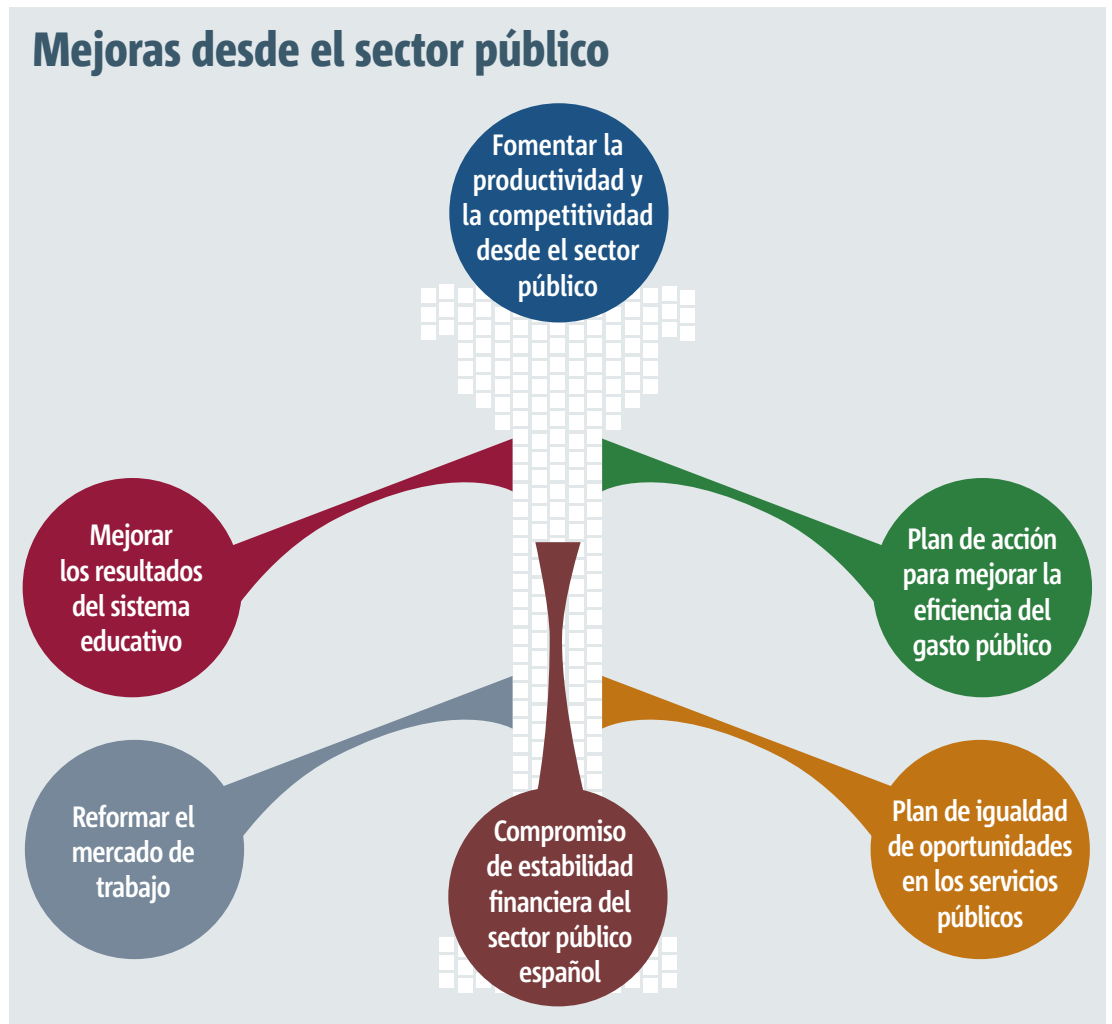 Mejoras desde el sector público
Fomentar la
productividad y
la competitividad
desde el sector
público
Mejorar
los resultados
del sistema
educativo
Plan de acción
para mejorar la
eficiencia del
gasto público
Reformar el
mercado de
trabajo
Compromiso
de estabilidad
financiera del
sector público
español
Plan de igualdad
de oportunidades
en los servicios
públicos